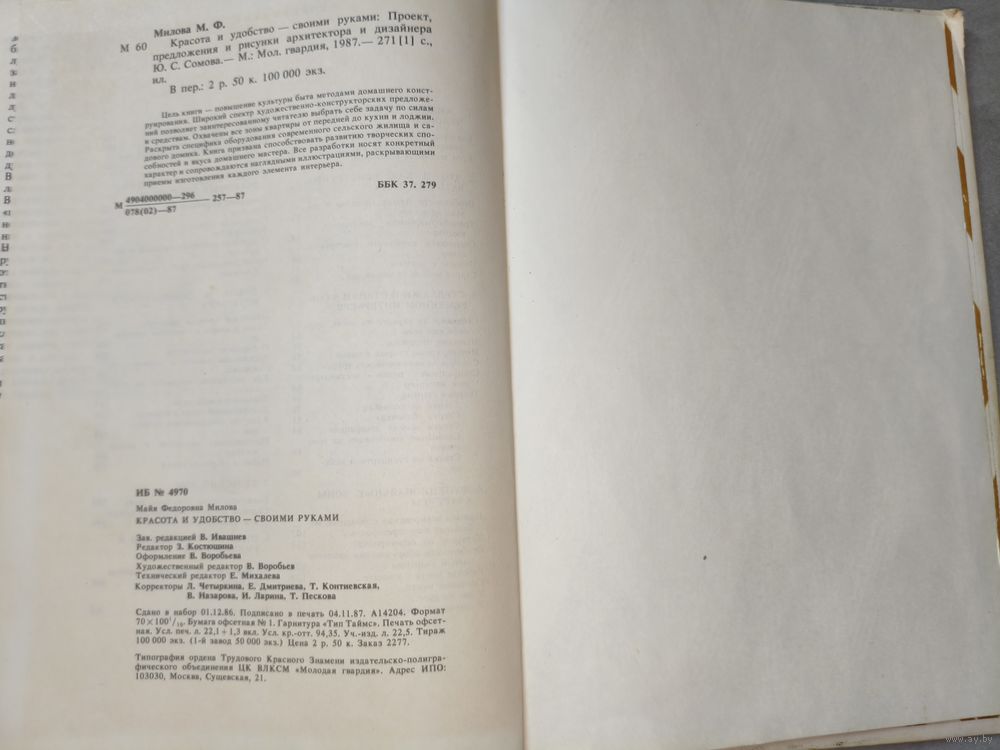 Милова М. Ф.
М 60 Красота и удобство — своими руками: Проект,
предложения и рисунки архитектора и дизайнера
Ю. С. Сомова.— М.: Мол. гвардия, 1987.— 271 [1] с.,
ил.
В пер.: 2 р. 50 к. 100 000 экз.
Цель книги — повышение культуры быта методами домашнего конст-
руирования. Широкий спектр художественно-конструкторских предложе-
ний позволяет заинтересованному читателю выбрать себе задачу по силам
и средствам. Охвачены все зоны квартиры от передней до кухни и лоджии.
Раскрыта специфика оборудования современного сельского жилища и са-
дового домика. Книга призвана способствовать развитию творческих спо-
собностей и вкуса домашнего мастера. Все разработки носят конкретный
характер и сопровождаются наглядными иллюстрациями, раскрывающими
приемы изготовления каждого элемента интерьера.
М 4904000000—296 257—87
078(02)—87
ББК 37. 279
ИБ № 4970
Майя Федоровна Милова
КРАСОТА И УДОБСТВО — СВОИМИ РУКАМИ
Зав. редакцией В. Ивашнев
Редактор З. Костюшина
Оформление В. Воробьева
Художественный редактор В. Воробьев
Технический редактор Е. Михалева
Корректоры Л. Четыркина, Е. Дмитриева, Т. Контиевская,
В. Назарова, И. Ларина, Т. Пескова
Сдано в набор 01.12.86. Подписано в печать 04.11.87. А14204. Формат
70×100¹/₁₆. Бумага офсетная № 1. Гарнитура «Тип Таймс». Печать офсет-
ная. Усл. печ. л. 22,1+1,3 вкл. Усл. кр.-отт. 94,35. Уч.-изд. л. 22,5. Тираж
100 000 экз. (1-й завод 50 000 экз.) Цена 2 р. 50 к. Заказ 2277.
Типография ордена Трудового Красного Знамени издательско-полигра-
фического объединения ЦК ВЛКСМ «Молодая гвардия». Адрес ИПО:
103030, Москва, Сущевская, 21.
www.ay.by